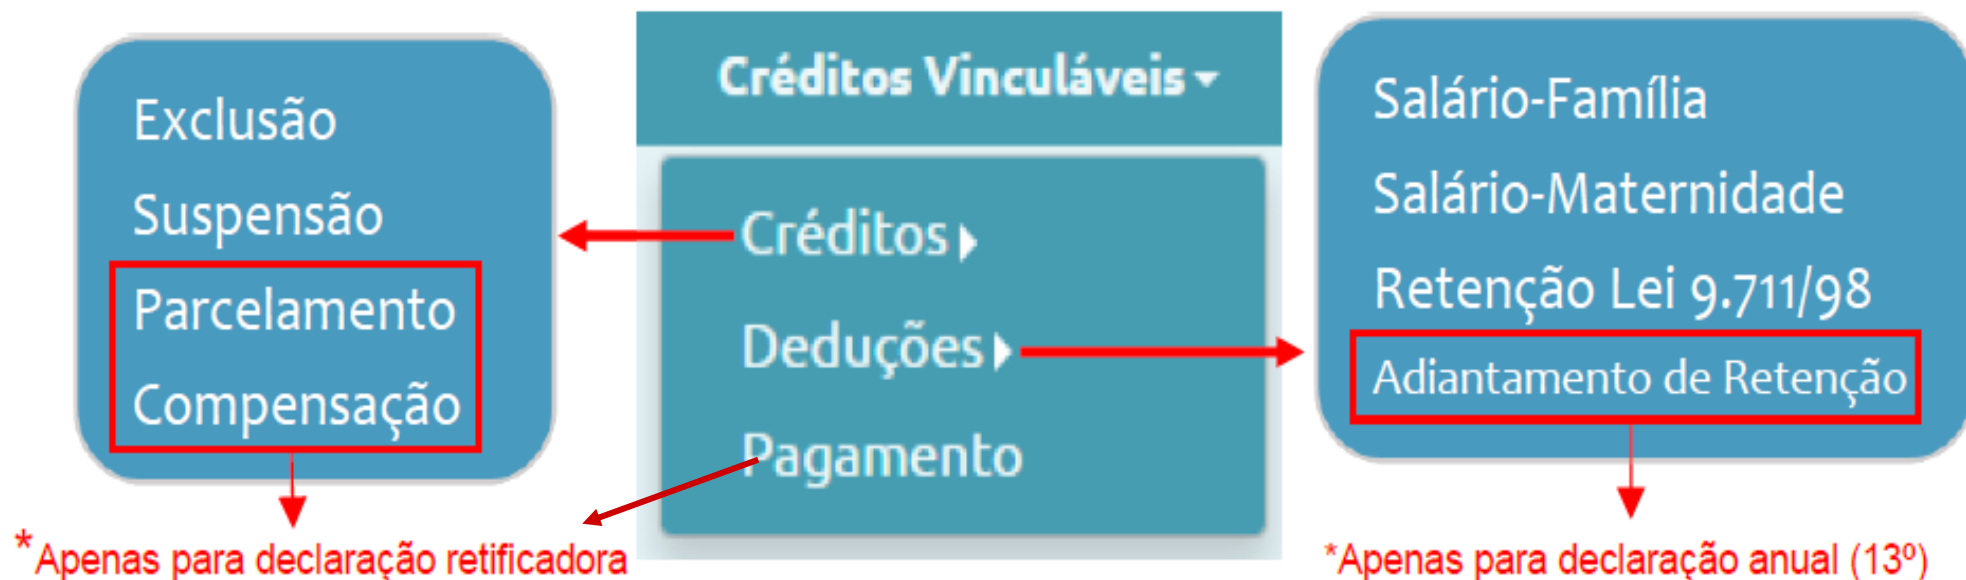 Exclusão
Suspensão
Parcelamento
Compensação
*Apenas para declaração retificadora
Créditos Vinculáveis
Créditos
Deduções
Pagamento
Salário-Família
Salário-Maternidade
Retenção Lei 9.711/98
Adiantamento de Retenção
*Apenas para declaração anual (13º)